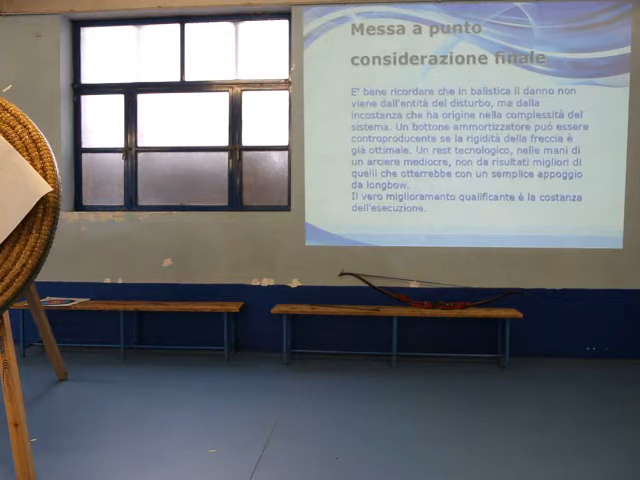 Messa a punto
considerazione finale
E' bene ricordare che in balistica il danno non
viene dall'entità del disturbo, ma dalla
incostanza che ha origine nella complessità del
sistema. Un bottone ammortizzatore può essere
controproducente se la rigidità della freccia è
già ottimale. Un rest tecnologico, nelle mani di
un arciere mediocre, non da risultati migliori di
quelli che otterrebbe con un semplice appoggio
da longbow.
Il vero miglioramento qualificante è la costanza
dell'esecuzione.